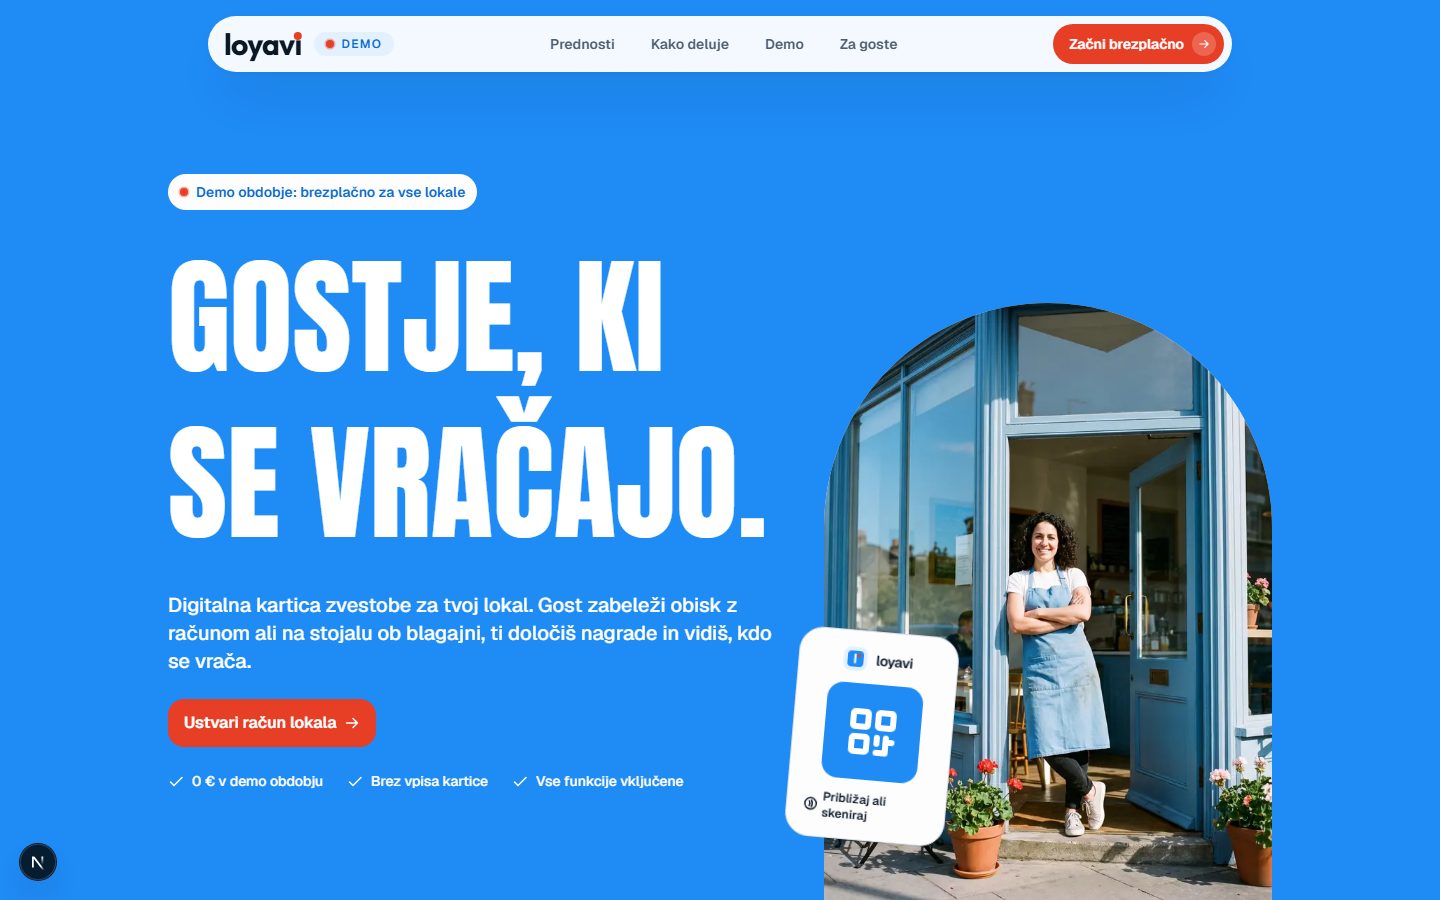 loyavi
DEMO
Prednosti
Kako deluje
Demo
Za goste
Začni brezplačno →
Demo obdobje: brezplačno za vse lokale
GOSTJE, KI
SE VRAČAJO.
Digitalna kartica zvestobe za tvoj lokal. Gost zabeleži obisk z
računom ali na stojalu ob blagajni, ti določiš nagrade in vidiš, kdo
se vrača.
Ustvari račun lokala →
0 € v demo obdobju
Brez vpisa kartice
Vse funkcije vključene
loyavi
Približaj ali
skeniraj
N